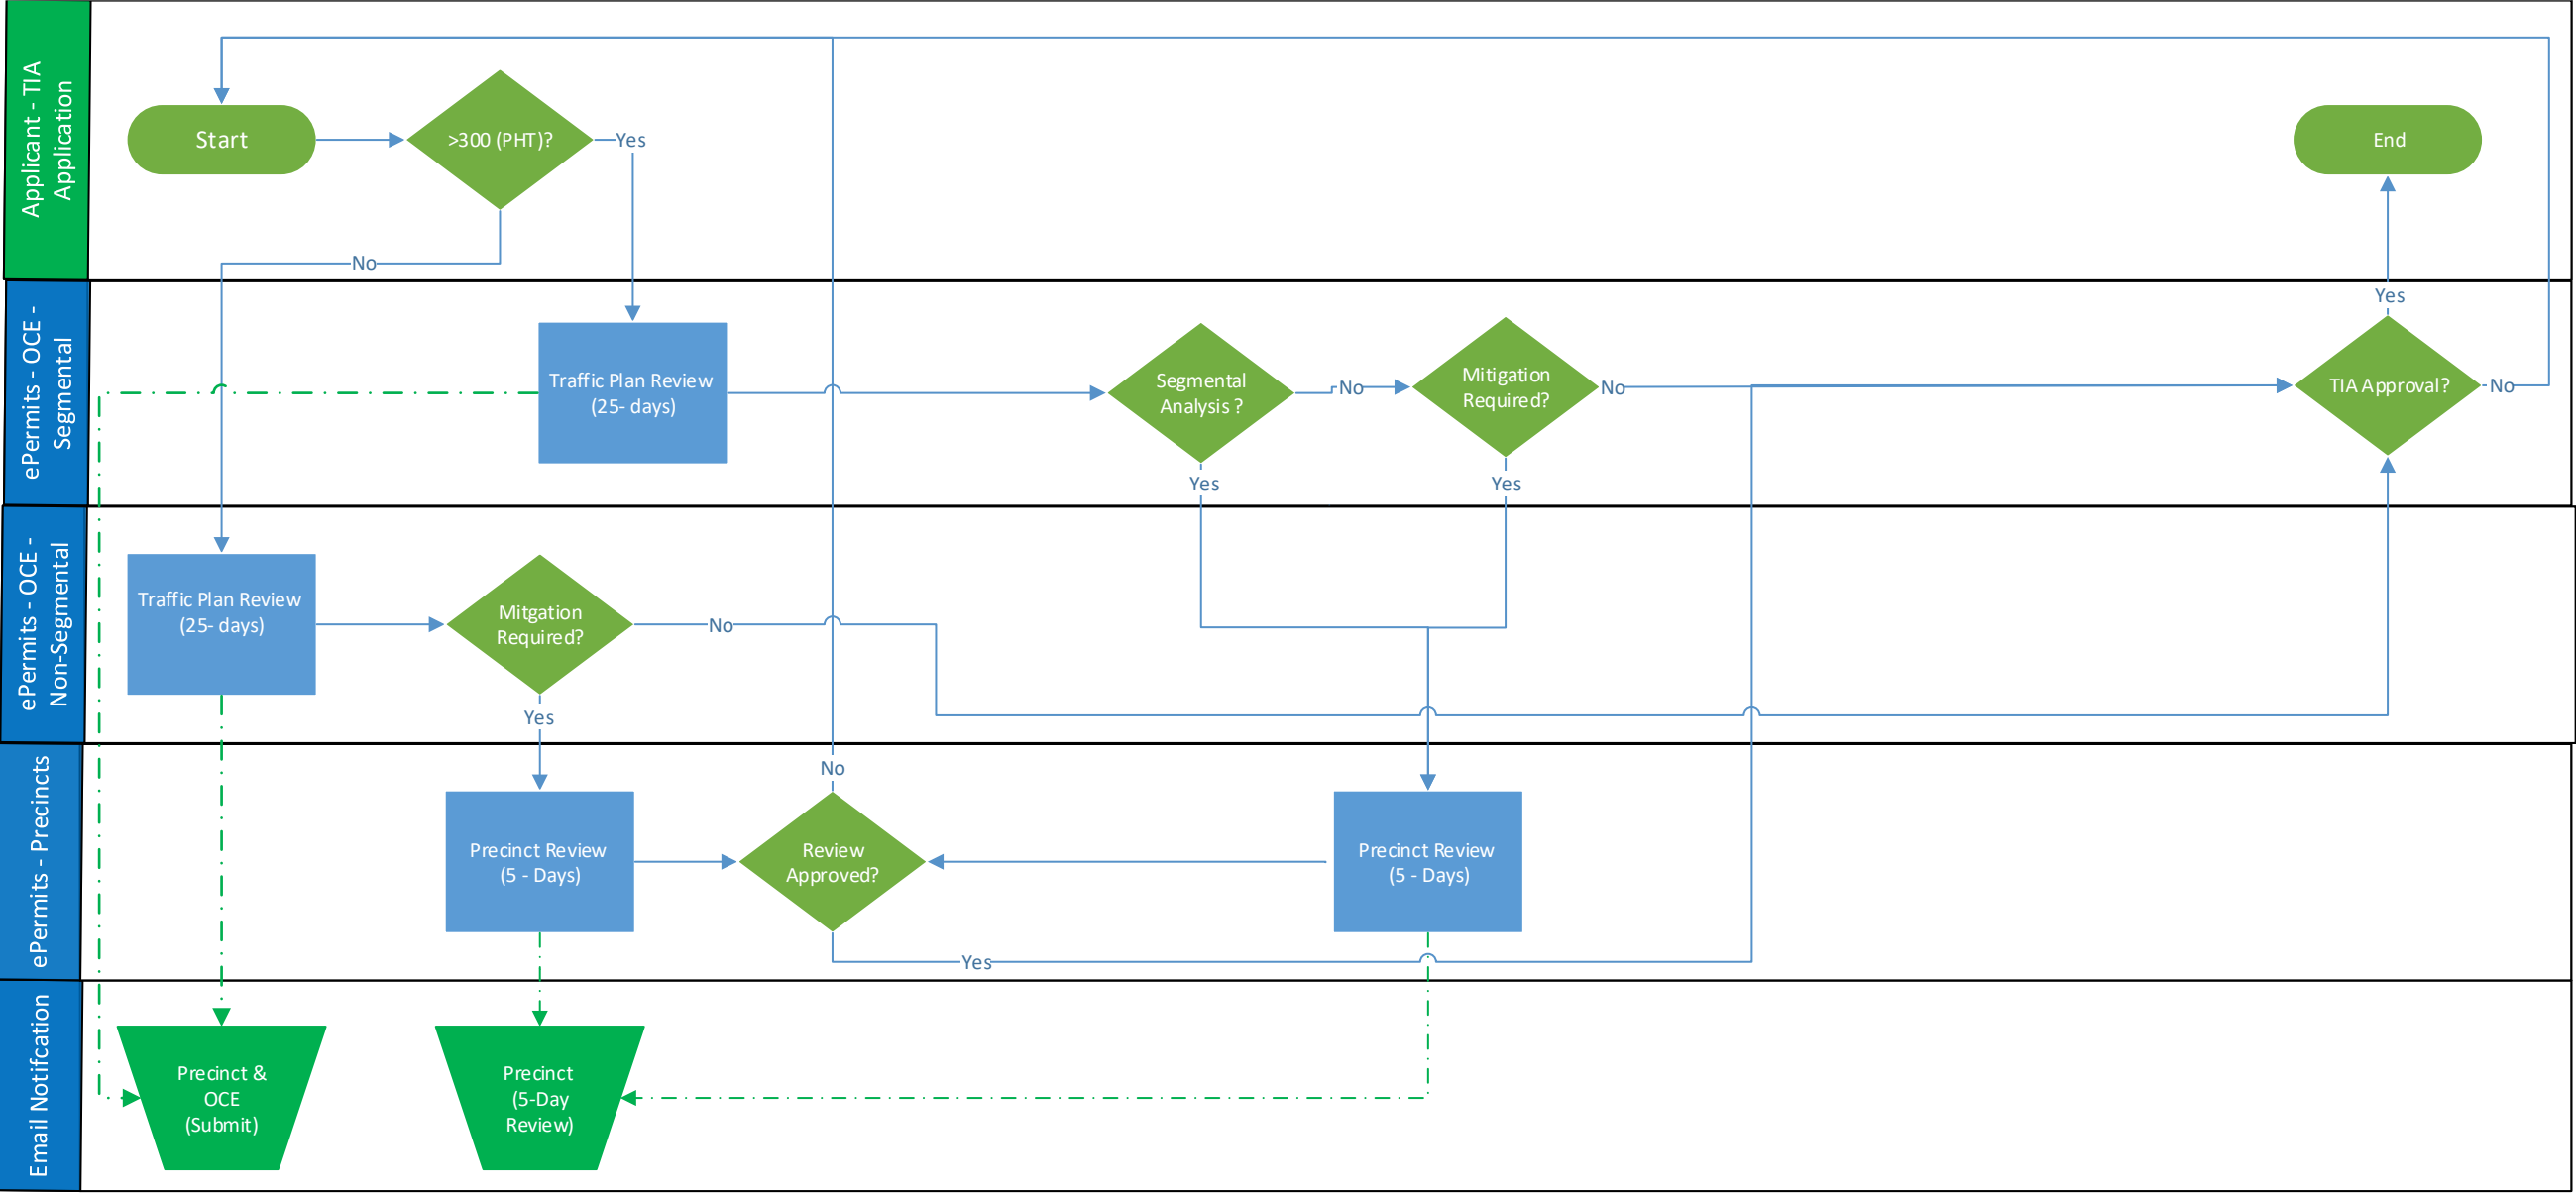 Applicant - TIA
Application
Start
>300 (PHT)?
Yes
No
End
ePermits - OCE -
Segmental
Traffic Plan Review
(25- days)
Segmental
Analysis ?
No
Yes
Mitigation
Required?
No
Yes
Yes
TIA Approval?
No
ePermits - OCE -
Non-Segmental
Traffic Plan Review
(25- days)
Mitgation
Required?
No
Yes
ePermits - Precincts
Precinct Review
(5 - Days)
No
Review
Approved?
Yes
Precinct Review
(5 - Days)
Email Notifcation
Precinct &
OCE
(Submit)
Precinct
(5-Day
Review)